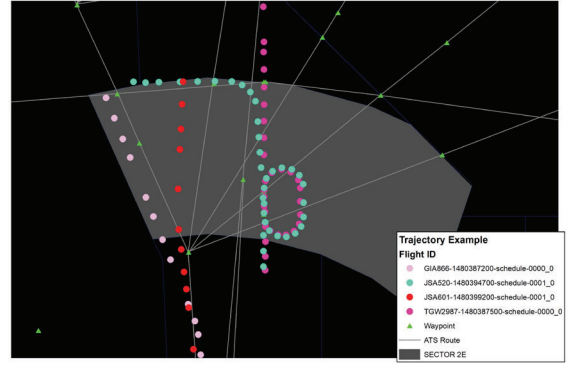 Trajectory Example
Flight ID
GIA866-1480387200-schedule-0000_0
JSA520-1480394700-schedule-0001_0
JSA601-1480399200-schedule-0001_0
TGW2987-1480387500-schedule-0000_0
Waypoint
ATS Route
SECTOR 2E